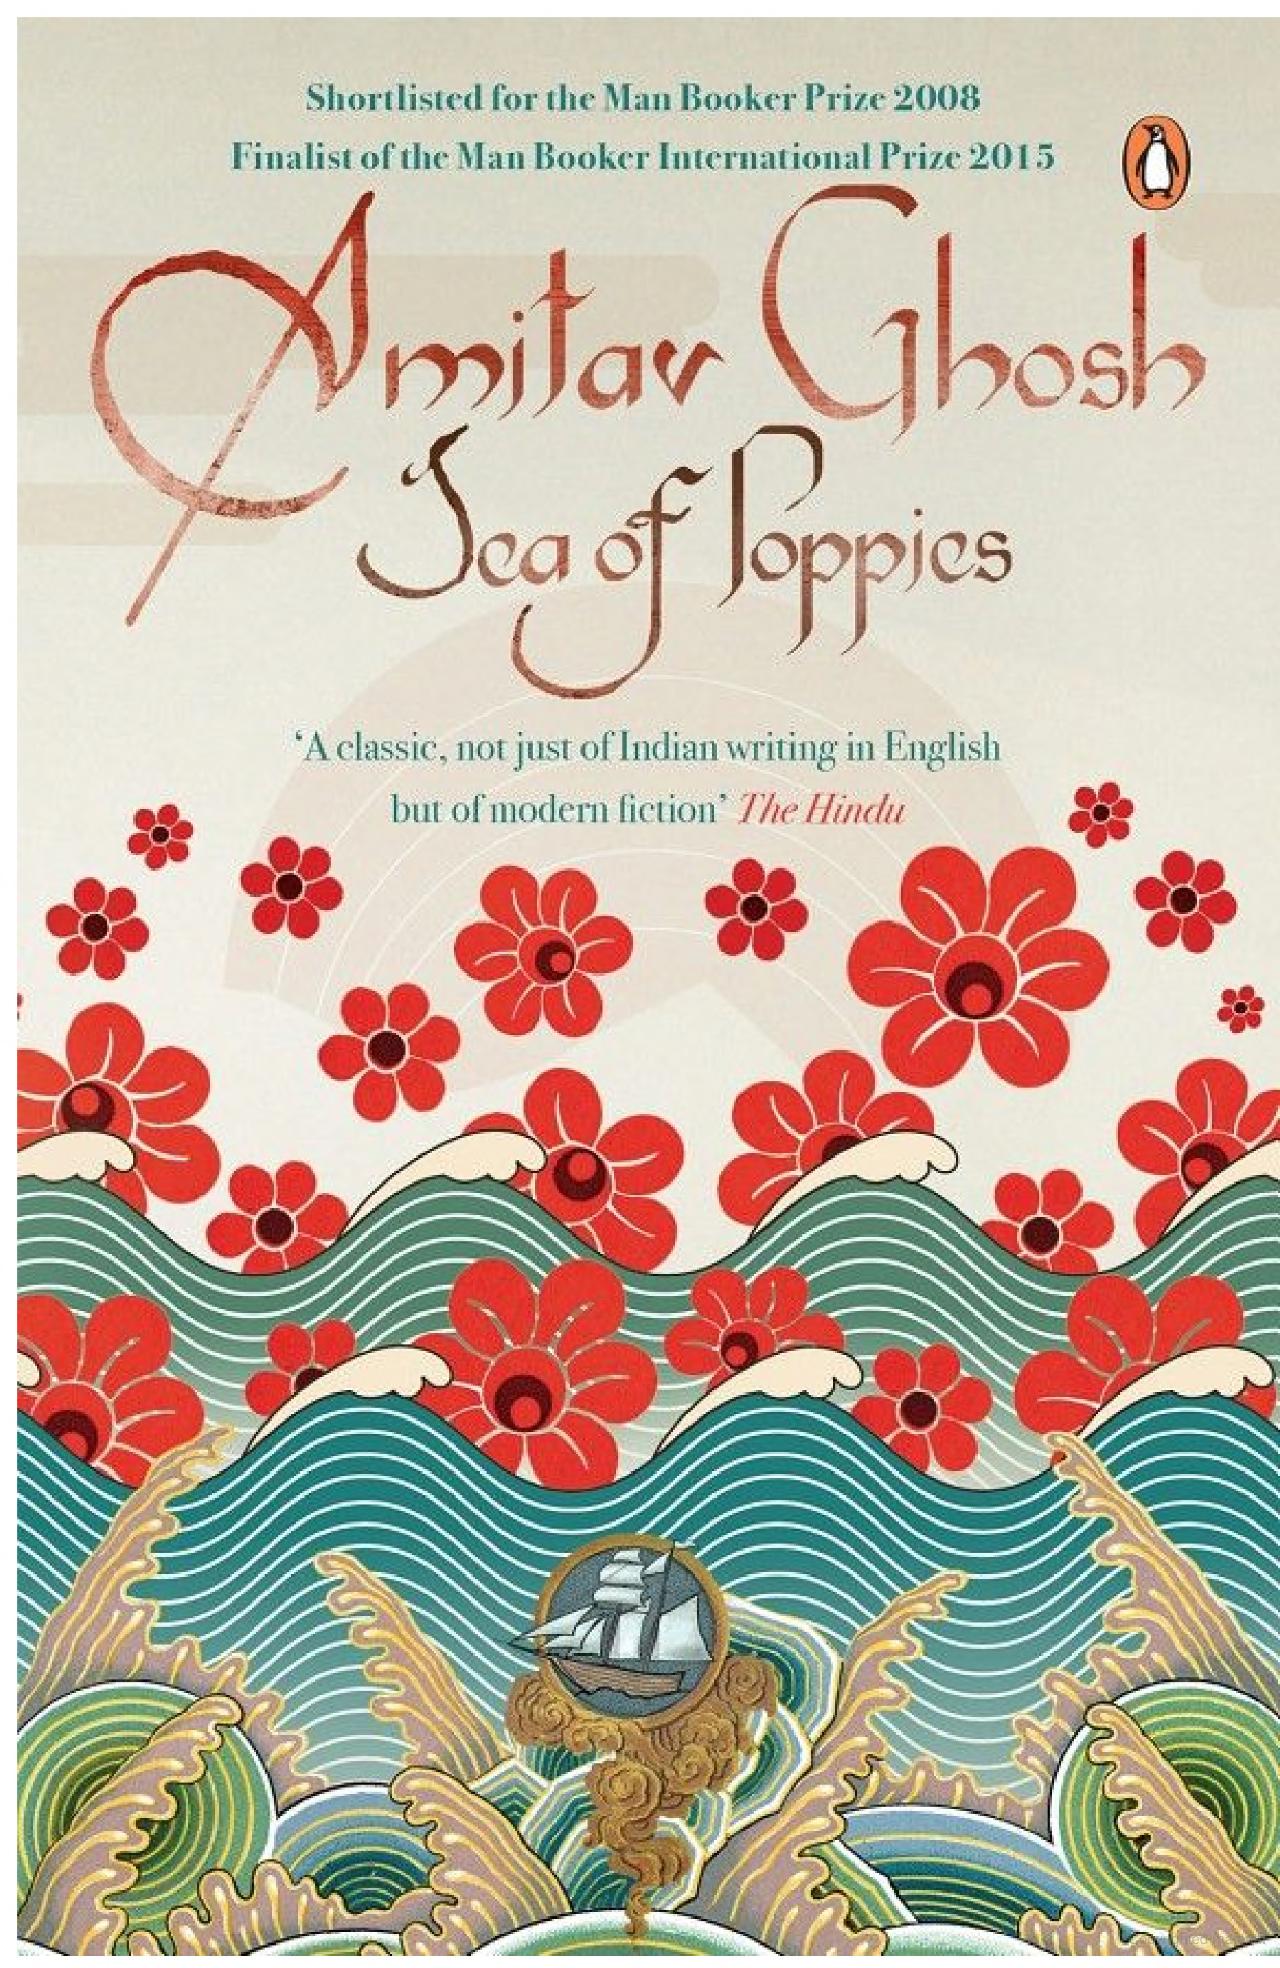 Shortlisted for the Man Booker Prize 2008
Finalist of the Man Booker International Prize 2015
Amitav Ghosh
Sea of Poppies
‘A classic, not just of Indian writing in English
but of modern fiction’ The Hindu